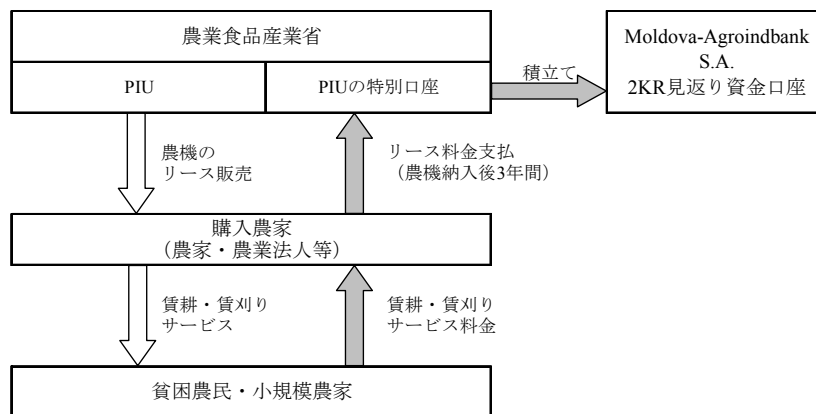 農業食品産業省
PIU
PIUの特別口座
積立て
Moldova-Agroindbank
S.A.
2KR見返り資金口座
農機の
リース販売
リース料金支払
（農機納入後3年間）
購入農家
（農家・農業法人等）
賃耕・賃刈り
サービス
賃耕・賃刈り
サービス料金
貧困農民・小規模農家